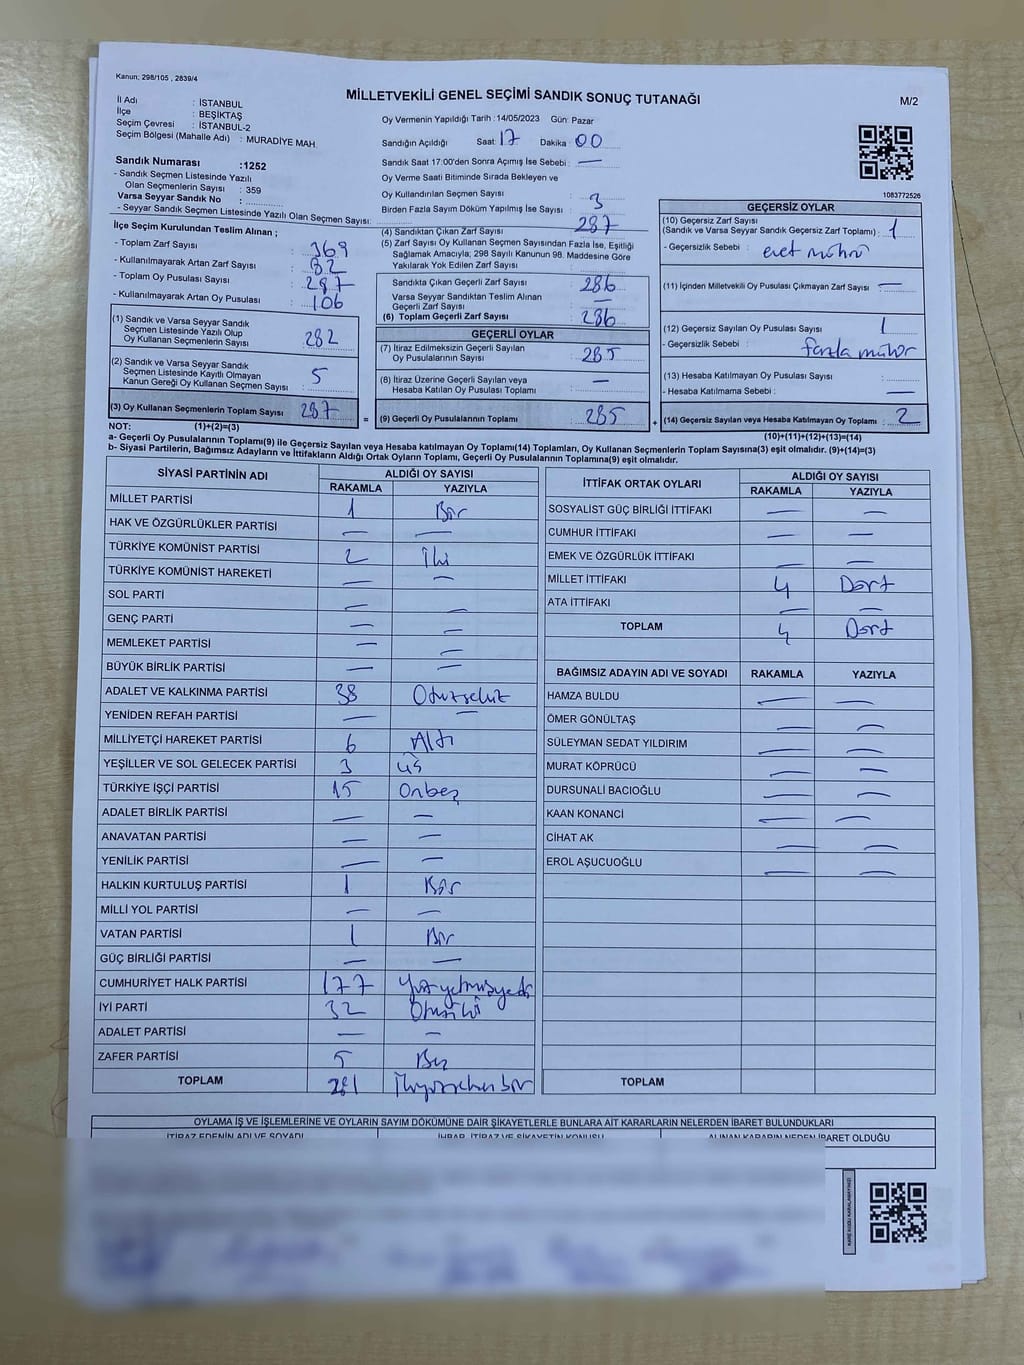 Kanun: 298/105 , 2839/4
MİLLETVEKİLİ GENEL SEÇİMİ SANDIK SONUÇ TUTANAĞI
M/2
İl Adı : İSTANBUL
İlçe : BEŞİKTAŞ
Seçim Çevresi : İSTANBUL-2
Seçim Bölgesi (Mahalle Adı) : MURADİYE MAH.
Sandık Numarası :1252
- Sandık Seçmen Listesinde Yazılı
Olan Seçmenlerin Sayısı : 359
Varsa Seyyar Sandık No :
- Seyyar Sandık Seçmen Listesinde Yazılı Olan Seçmen Sayısı:
Oy Vermenin Yapıldığı Tarih : 14/05/2023 Gün: Pazar
Sandığın Açıldığı Saat: 17 Dakika : 00
Sandık Saat 17:00'den Sonra Açılmış İse Sebebi : —
Oy Verme Saati Bitiminde Sırada Bekleyen ve
Oy Kullandırılan Seçmen Sayısı : 3
Birden Fazla Sayım Döküm Yapılmış İse Sayısı :
1083772526
İlçe Seçim Kurulundan Teslim Alınan ;
- Toplam Zarf Sayısı : 369
- Kullanılmayarak Artan Zarf Sayısı : 82
- Toplam Oy Pusulası Sayısı : 287
- Kullanılmayarak Artan Oy Pusulası : 106
(1) Sandık ve Varsa Seyyar Sandık
Seçmen Listesinde Yazılı Olup
Oy Kullanan Seçmenlerin Sayısı : 282
(2) Sandık ve Varsa Seyyar Sandık
Seçmen Listesinde Kayıtlı Olmayan
Kanun Gereği Oy Kullanan Seçmen Sayısı : 5
(3) Oy Kullanan Seçmenlerin Toplam Sayısı : 287 =
(4) Sandıktan Çıkan Zarf Sayısı : 287
(5) Zarf Sayısı Oy Kullanan Seçmen Sayısından Fazla İse, Eşitliği
Sağlamak Amacıyla; 298 Sayılı Kanunun 98. Maddesine Göre
Yakılarak Yok Edilen Zarf Sayısı :
Sandıkta Çıkan Geçerli Zarf Sayısı : 286
Varsa Seyyar Sandıktan Teslim Alınan
Geçerli Zarf Sayısı : —
(6) Toplam Geçerli Zarf Sayısı : 286
GEÇERLİ OYLAR
(7) İtiraz Edilmeksizin Geçerli Sayılan
Oy Pusulalarının Sayısı : 285
(8) İtiraz Üzerine Geçerli Sayılan veya
Hesaba Katılan Oy Pusulası Toplamı : —
(9) Geçerli Oy Pusulalarının Toplamı : 285 +
GEÇERSİZ OYLAR
(10) Geçersiz Zarf Sayısı
(Sandık ve Varsa Seyyar Sandık Geçersiz Zarf Toplamı) : 1
- Geçersizlik Sebebi : evet mührü
(11) İçinden Milletvekili Oy Pusulası Çıkmayan Zarf Sayısı : —
(12) Geçersiz Sayılan Oy Pusulası Sayısı : 1
- Geçersizlik Sebebi : fazla mühür
(13) Hesaba Katılmayan Oy Pusulası Sayısı :
- Hesaba Katılmama Sebebi : —
(14) Geçersiz Sayılan veya Hesaba Katılmayan Oy Toplamı : 2
NOT: (1)+(2)=(3)
(10)+(11)+(12)+(13)=(14)
a- Geçerli Oy Pusulalarının Toplamı(9) ile Geçersiz Sayılan veya Hesaba katılmayan Oy Toplamı(14) Toplamları, Oy Kullanan Seçmenlerin Toplam Sayısına(3) eşit olmalıdır. (9)+(14)=(3)
b- Siyasi Partilerin, Bağımsız Adayların ve İttifakların Aldığı Ortak Oyların Toplamı, Geçerli Oy Pusulalarının Toplamına(9) eşit olmalıdır.
SİYASİ PARTİNİN ADI ALDIĞI OY SAYISI
RAKAMLA YAZIYLA
MİLLET PARTİSİ 1 Bir
HAK VE ÖZGÜRLÜKLER PARTİSİ — —
TÜRKİYE KOMÜNİST PARTİSİ 2 İki
TÜRKİYE KOMÜNİST HAREKETİ — —
SOL PARTİ — —
GENÇ PARTİ — —
MEMLEKET PARTİSİ — —
BÜYÜK BİRLİK PARTİSİ — —
ADALET VE KALKINMA PARTİSİ 38 Otuzsekiz
YENİDEN REFAH PARTİSİ — —
MİLLİYETÇİ HAREKET PARTİSİ 6 Altı
YEŞİLLER VE SOL GELECEK PARTİSİ 3 üç
TÜRKİYE İŞÇİ PARTİSİ 15 Onbeş
ADALET BİRLİK PARTİSİ — —
ANAVATAN PARTİSİ — —
YENİLİK PARTİSİ — —
HALKIN KURTULUŞ PARTİSİ 1 Bir
MİLLİ YOL PARTİSİ — —
VATAN PARTİSİ 1 Bir
GÜÇ BİRLİĞİ PARTİSİ — —
CUMHURİYET HALK PARTİSİ 177 Yüzyetmişyedi
İYİ PARTİ 32 Otuziki
ADALET PARTİSİ — —
ZAFER PARTİSİ 5 Beş
TOPLAM 281 İkiyüzseksenbir
İTTİFAK ORTAK OYLARI ALDIĞI OY SAYISI
RAKAMLA YAZIYLA
SOSYALİST GÜÇ BİRLİĞİ İTTİFAKI — —
CUMHUR İTTİFAKI — —
EMEK VE ÖZGÜRLÜK İTTİFAKI — —
MİLLET İTTİFAKI 4 Dört
ATA İTTİFAKI — —
TOPLAM 4 Dört
BAĞIMSIZ ADAYIN ADI VE SOYADI RAKAMLA YAZIYLA
HAMZA BULDU — —
ÖMER GÖNÜLTAŞ — —
SÜLEYMAN SEDAT YILDIRIM — —
MURAT KÖPRÜCÜ — —
DURSUNALİ BACIOĞLU — —
KAAN KONANCİ — —
CİHAT AK — —
EROL AŞUCUOĞLU — —
TOPLAM
OYLAMA İŞ VE İŞLEMLERİNE VE OYLARIN SAYIM DÖKÜMÜNE DAİR ŞİKAYETLERLE BUNLARA AİT KARARLARIN NELERDEN İBARET BULUNDUKLARI
İTİRAZ EDENİN ADI VE SOYADI İHBAR, İTİRAZ VE ŞİKAYETİN KONUSU ALINAN KARARIN NEDEN İBARET OLDUĞU
KARE KODU KARALAMAYINIZ!